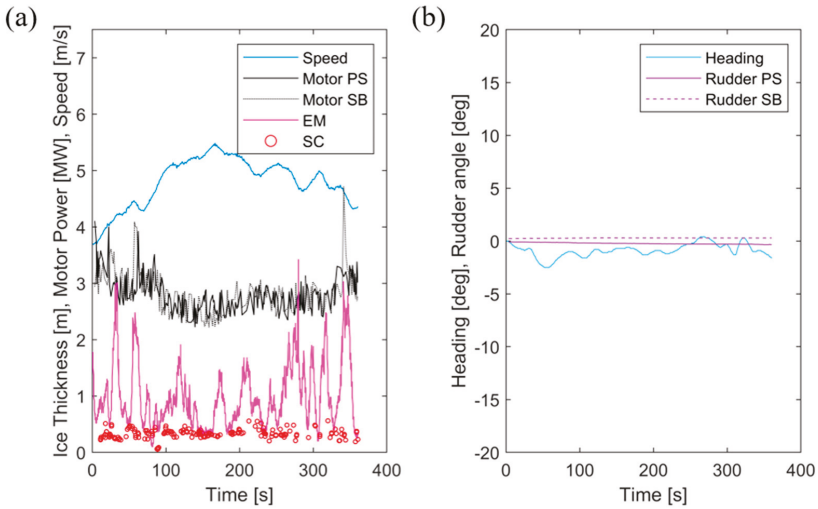 (a)
Ice Thickness [m], Motor Power [MW], Speed [m/s]
7
6
5
4
3
2
1
0
0 100 200 300 400
Time [s]
Speed
Motor PS
Motor SB
EM
SC
(b)
Heading [deg], Rudder angle [deg]
20
15
10
5
0
-5
-10
-15
-20
0 100 200 300 400
Time [s]
Heading
Rudder PS
Rudder SB